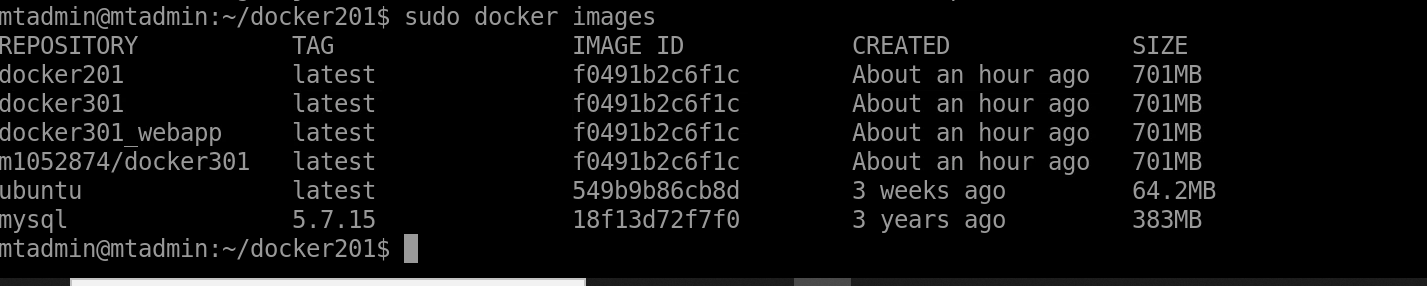 mtadmin@mtadmin:~/docker201$ sudo docker images
REPOSITORY TAG IMAGE ID CREATED SIZE
docker201 latest f0491b2c6f1c About an hour ago 701MB
docker301 latest f0491b2c6f1c About an hour ago 701MB
docker301_webapp latest f0491b2c6f1c About an hour ago 701MB
m1052874/docker301 latest f0491b2c6f1c About an hour ago 701MB
ubuntu latest 549b9b86cb8d 3 weeks ago 64.2MB
mysql 5.7.15 18f13d72f7f0 3 years ago 383MB
mtadmin@mtadmin:~/docker201$